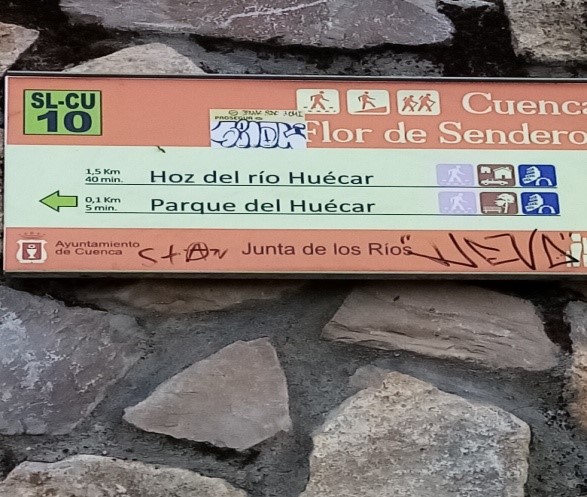 SL-CU
10
Cuenca
Flor de Sendero
1,5 Km
40 min.
Hoz del río Huécar
0,1 Km
5 min.
Parque del Huécar
Ayuntamiento
de Cuenca
Junta de los Ríos